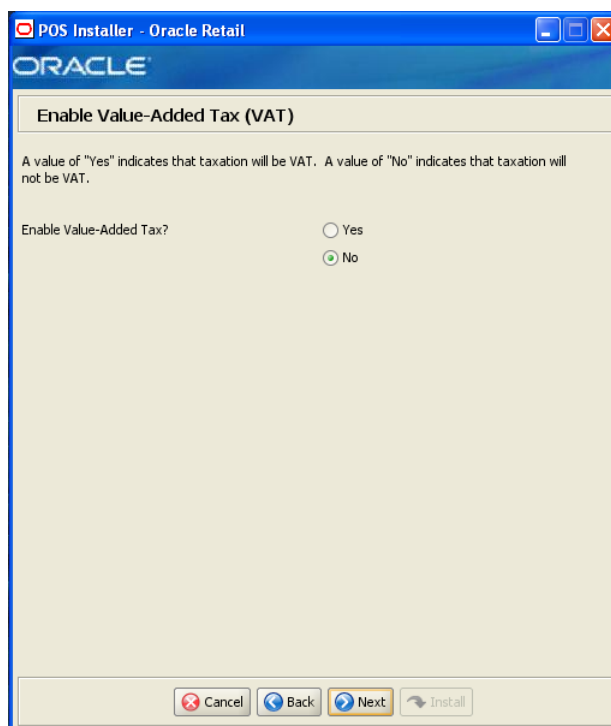 POS Installer - Oracle Retail
ORACLE
Enable Value-Added Tax (VAT)
A value of "Yes" indicates that taxation will be VAT. A value of "No" indicates that taxation will
not be VAT.
Enable Value-Added Tax?
Yes
No
Cancel
Back
Next
Install